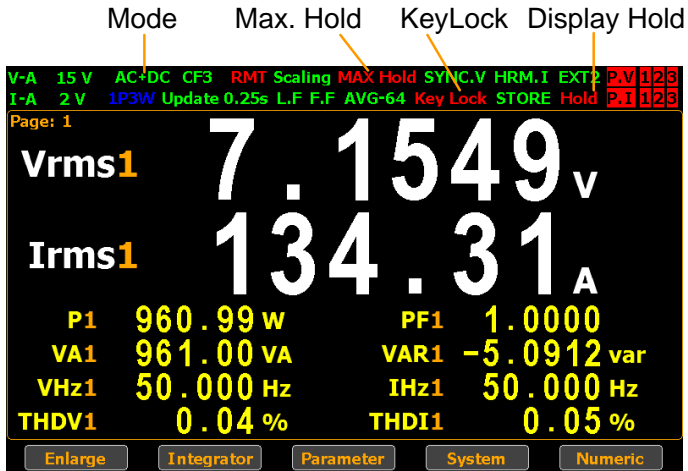 Mode Max. Hold KeyLock Display Hold
V-A 15 V AC+DC CF3 RMT Scaling MAX Hold SYNC.V HRM.I EXT2 P.V 1 2 3
I-A 2 V 1P3W Update 0.25s L.F F.F AVG-64 Key Lock STORE Hold P.I 1 2 3
Page: 1
Vrms1 7.1549 V
Irms1 134.31 A
P1 960.99 W PF1 1.0000
VA1 961.00 VA VAR1 -5.0912 var
VHz1 50.000 Hz IHz1 50.000 Hz
THDV1 0.04 % THDI1 0.05 %
Enlarge Integrator Parameter System Numeric